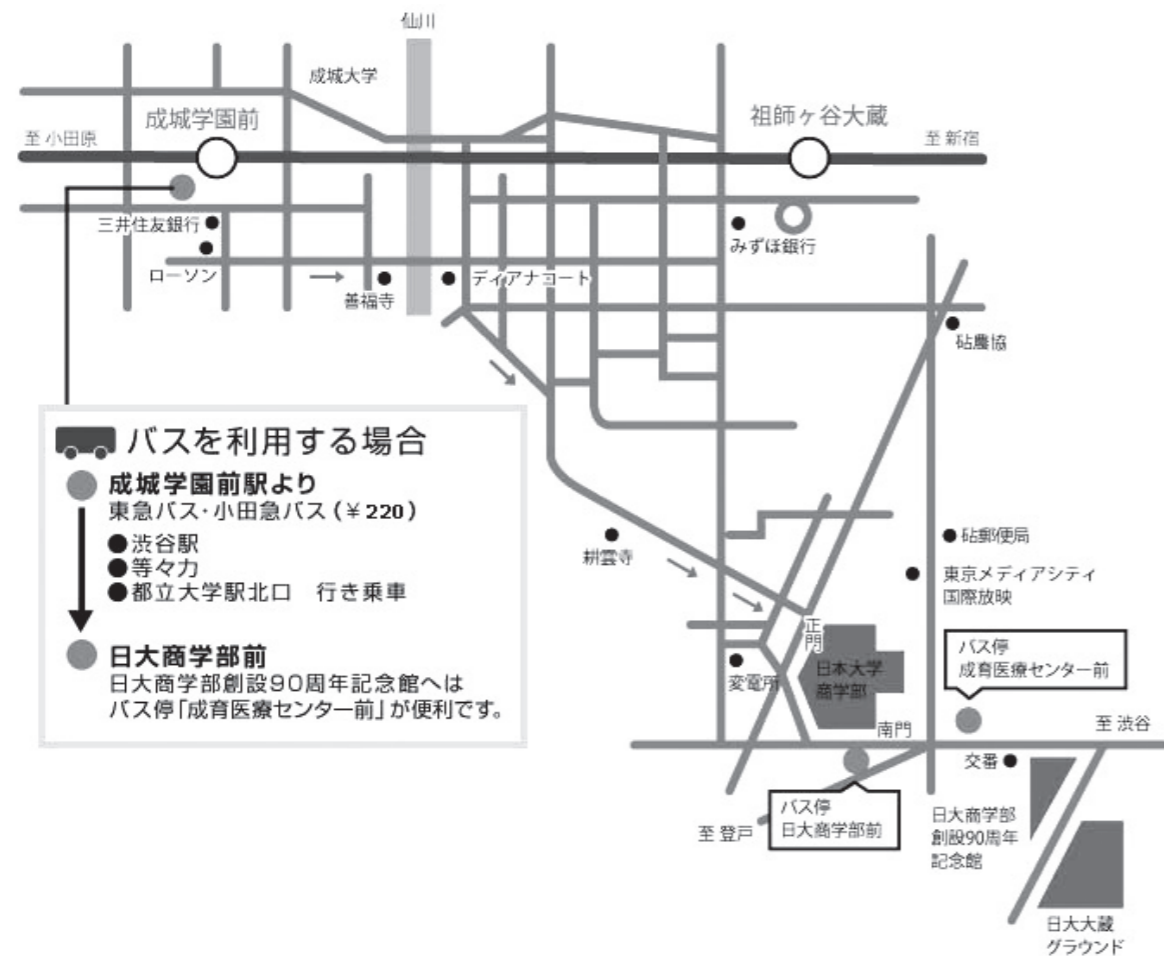 仙川
成城大学
成城学園前
祖師ヶ谷大蔵
至 小田原
至 新宿
三井住友銀行
みずほ銀行
ローソン
ディアナコート
善福寺
砧農協
バスを利用する場合
成城学園前駅より
東急バス・小田急バス (¥220)
●渋谷駅
●等々力
●都立大学駅北口 行き乗車
日大商学部前
日大商学部創設90周年記念館へは
バス停「成育医療センター前」が便利です。
耕雲寺
砧郵便局
東京メディアシティ
国際放映
正門
バス停
成育医療センター前
日本大学
商学部
変電所
南門
至 渋谷
交番
バス停
日大商学部前
至 登戸
日大商学部
創設90周年
記念館
日大大蔵
グラウンド